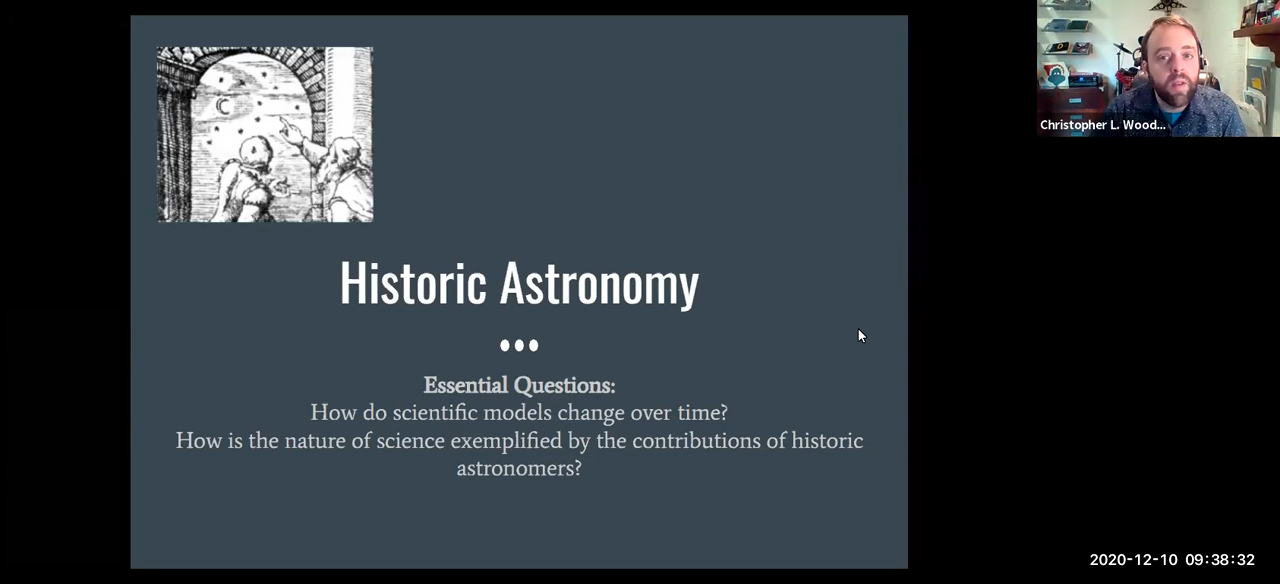 Christopher L. Wood...
Historic Astronomy
Essential Questions:
How do scientific models change over time?
How is the nature of science exemplified by the contributions of historic
astronomers?
2020-12-10 09:38:32